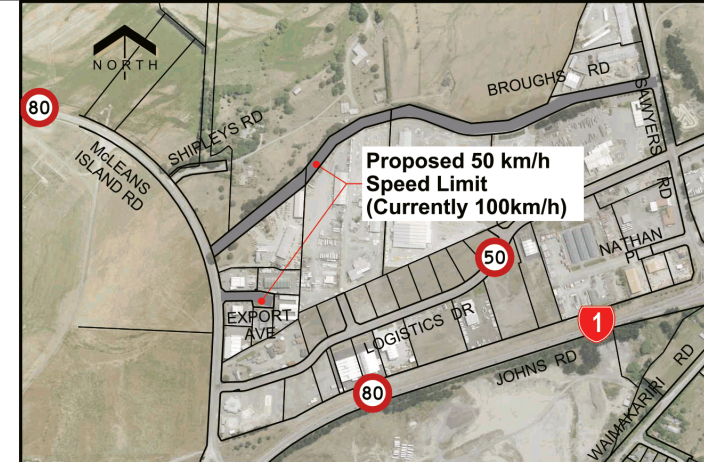 NORTH
80
BROUGHS RD
SAWYERS
RD
SHIPLEYS RD
McLEANS
ISLAND RD
Proposed 50 km/h
Speed Limit
(Currently 100km/h)
50
NATHAN
PL
EXPORT
AVE
LOGISTICS DR
1
80
JOHNS RD
WAIMAKARIRI RD